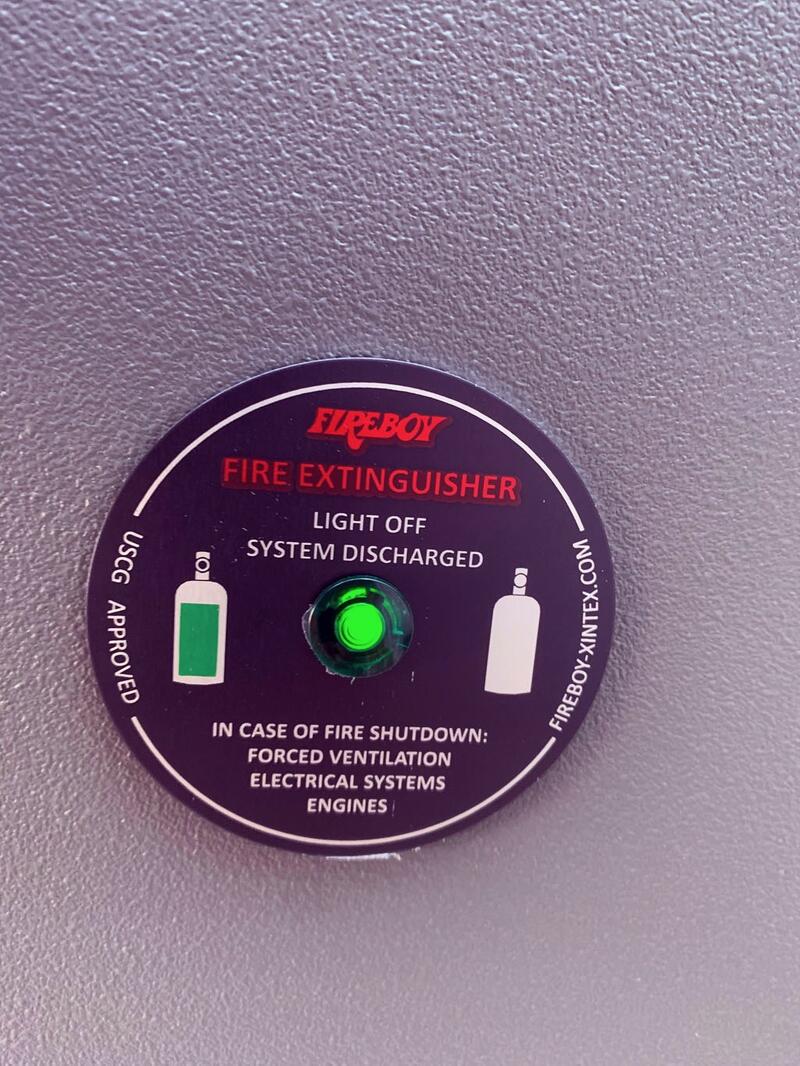 FIREBOY
FIRE EXTINGUISHER
LIGHT OFF
SYSTEM DISCHARGED
USCG APPROVED
FIREBOY-XINTEX.COM
IN CASE OF FIRE SHUTDOWN:
FORCED VENTILATION
ELECTRICAL SYSTEMS
ENGINES